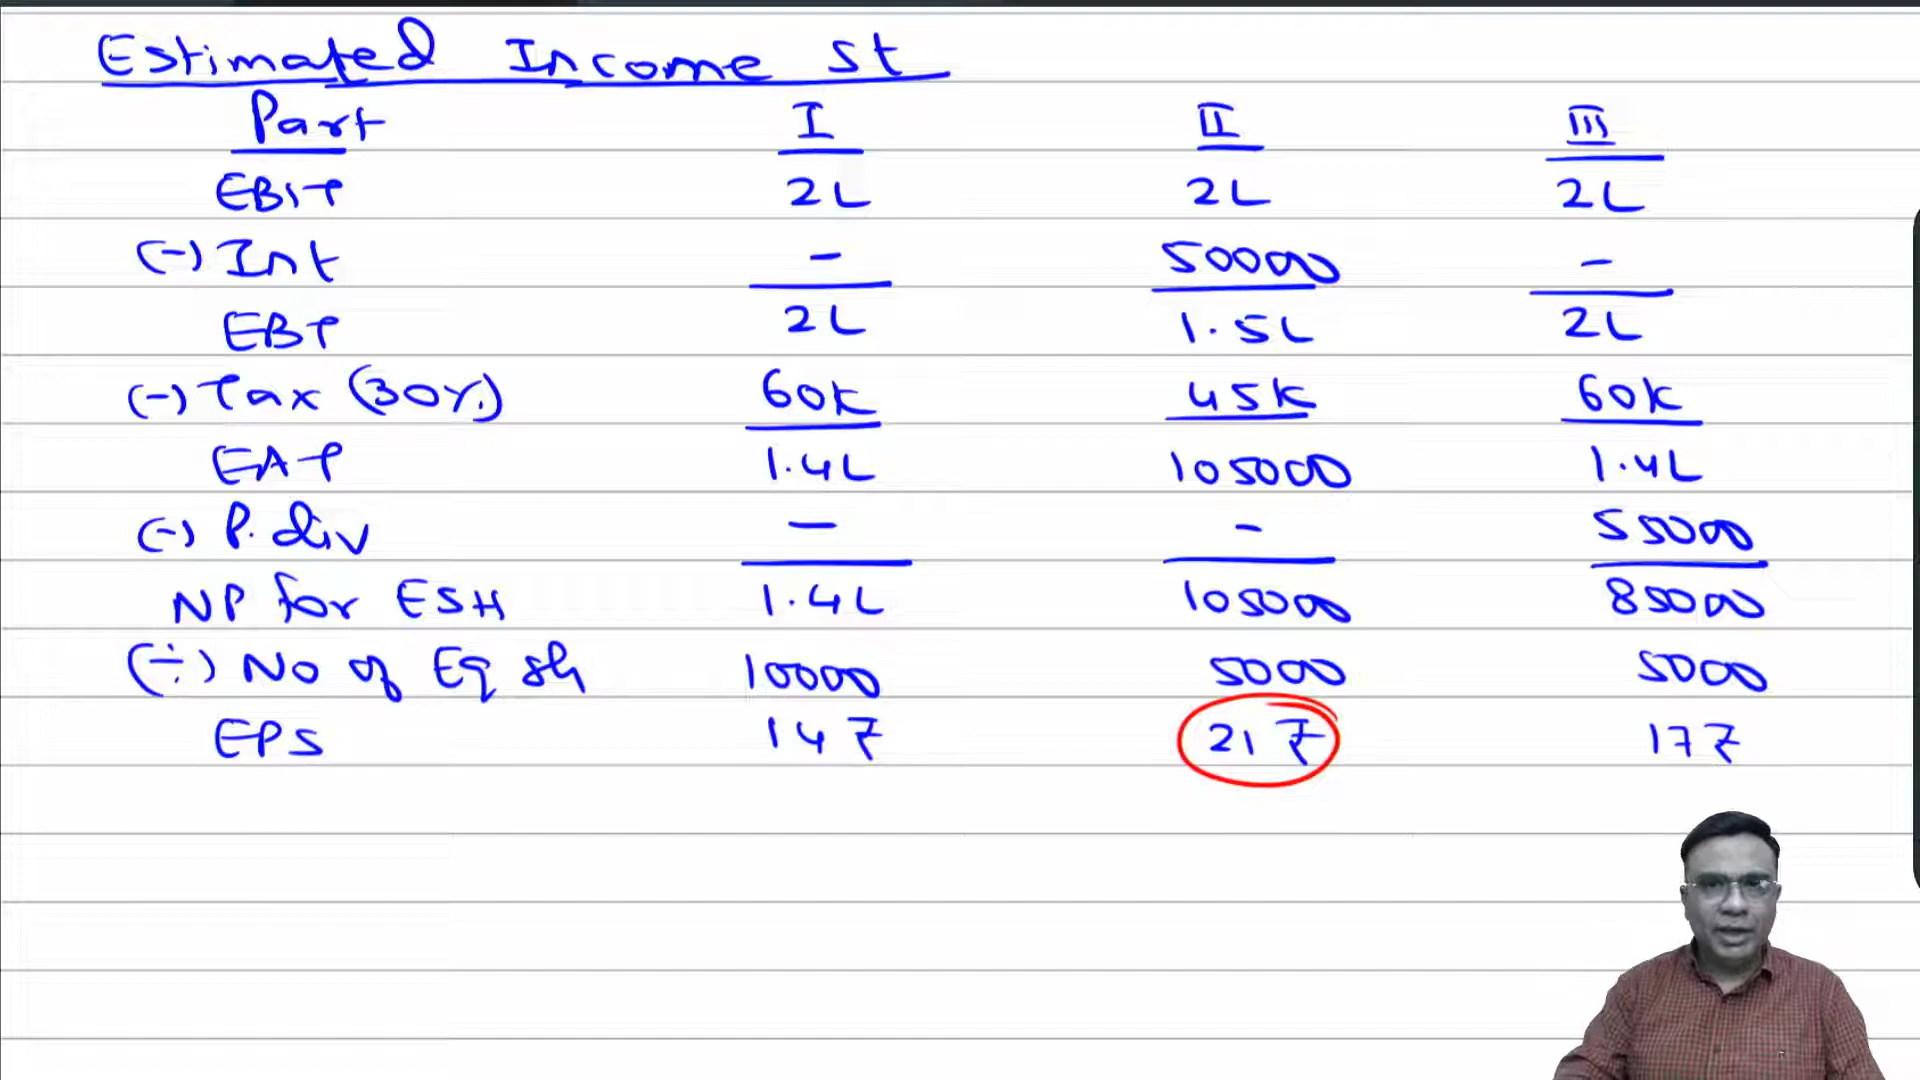 Estimated Income St
Part I II III
EBIT 2L 2L 2L
(-) Int - 50000 -
EBT 2L 1.5L 2L
(-) Tax (30%) 60k 45k 60k
EAT 1.4L 105000 1.4L
(-) P. div - - 55000
NP for ESH 1.4L 105000 85000
(÷) No of Eq sh 10000 5000 5000
EPS 14₹ 21₹ 17₹